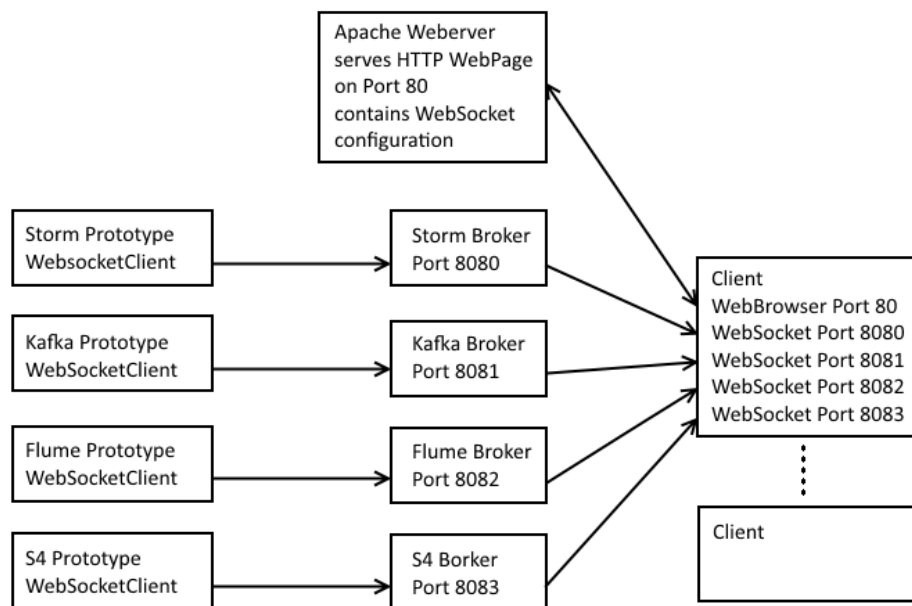 Apache Weberver
serves HTTP WebPage
on Port 80
contains WebSocket
configuration
Storm Prototype
WebsocketClient
Storm Broker
Port 8080
Kafka Prototype
WebSocketClient
Kafka Broker
Port 8081
Flume Prototype
WebSocketClient
Flume Broker
Port 8082
S4 Prototype
WebSocketClient
S4 Borker
Port 8083
Client
WebBrowser Port 80
WebSocket Port 8080
WebSocket Port 8081
WebSocket Port 8082
WebSocket Port 8083
Client